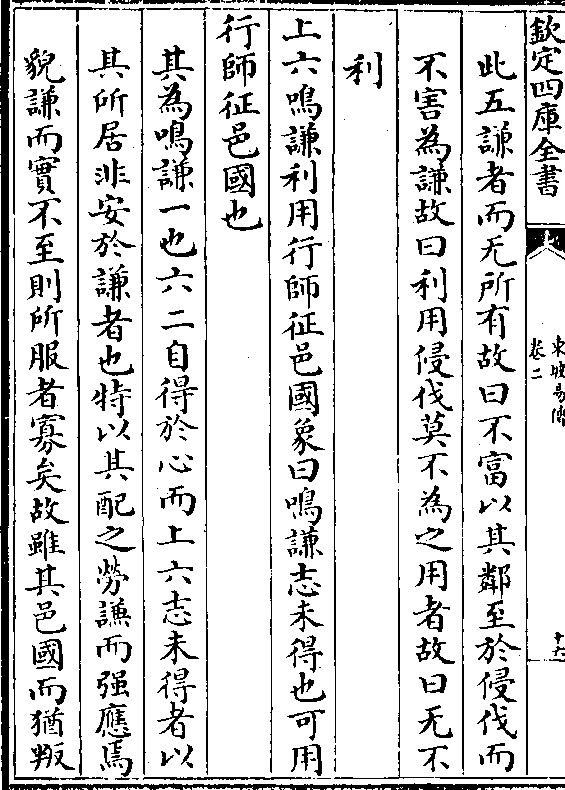 欽定四庫全書
東坡易傳
卷二
十六
此五謙者而无所有故曰不富以其鄰至於侵伐而
不害為謙故曰利用侵伐莫不為之用者故曰无不
利
上六鳴謙利用行師征邑國象曰鳴謙志未得也可用
行師征邑國也
其為鳴謙一也六二自得於心而上六志未得者以
其所居非安於謙者也特以其配之勞謙而强應焉
貌謙而實不至則所服者寡矣故雖其邑國而猶叛